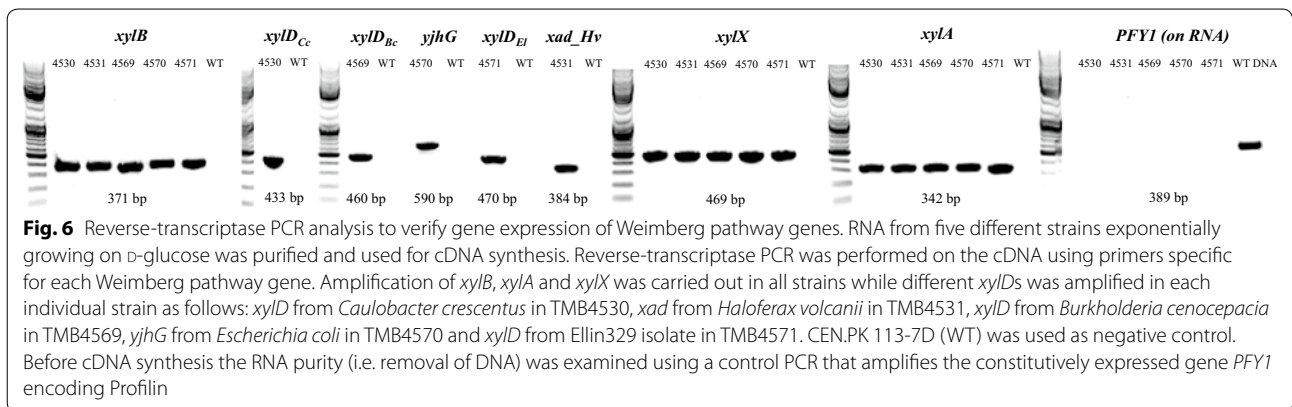 xylB xylD_Cc xylD_Bc yjhG xylD_El xad_Hv xylX xylA PFY1 (on RNA)
4530 4531 4569 4570 4571 WT 4530 WT 4569 WT 4570 WT 4571 WT 4531 WT 4530 4531 4569 4570 4571 WT 4530 4531 4569 4570 4571 WT 4530 4531 4569 4570 4571 WT DNA
371 bp 433 bp 460 bp 590 bp 470 bp 384 bp 469 bp 342 bp 389 bp
Fig. 6 Reverse-transcriptase PCR analysis to verify gene expression of Weimberg pathway genes. RNA from five different strains exponentially
growing on D-glucose was purified and used for cDNA synthesis. Reverse-transcriptase PCR was performed on the cDNA using primers specific
for each Weimberg pathway gene. Amplification of xylB, xylA and xylX was carried out in all strains while different xylDs was amplified in each
individual strain as follows: xylD from Caulobacter crescentus in TMB4530, xad from Haloferax volcanii in TMB4531, xylD from Burkholderia cenocepacia
in TMB4569, yjhG from Escherichia coli in TMB4570 and xylD from Ellin329 isolate in TMB4571. CEN.PK 113-7D (WT) was used as negative control.
Before cDNA synthesis the RNA purity (i.e. removal of DNA) was examined using a control PCR that amplifies the constitutively expressed gene PFY1
encoding Profilin